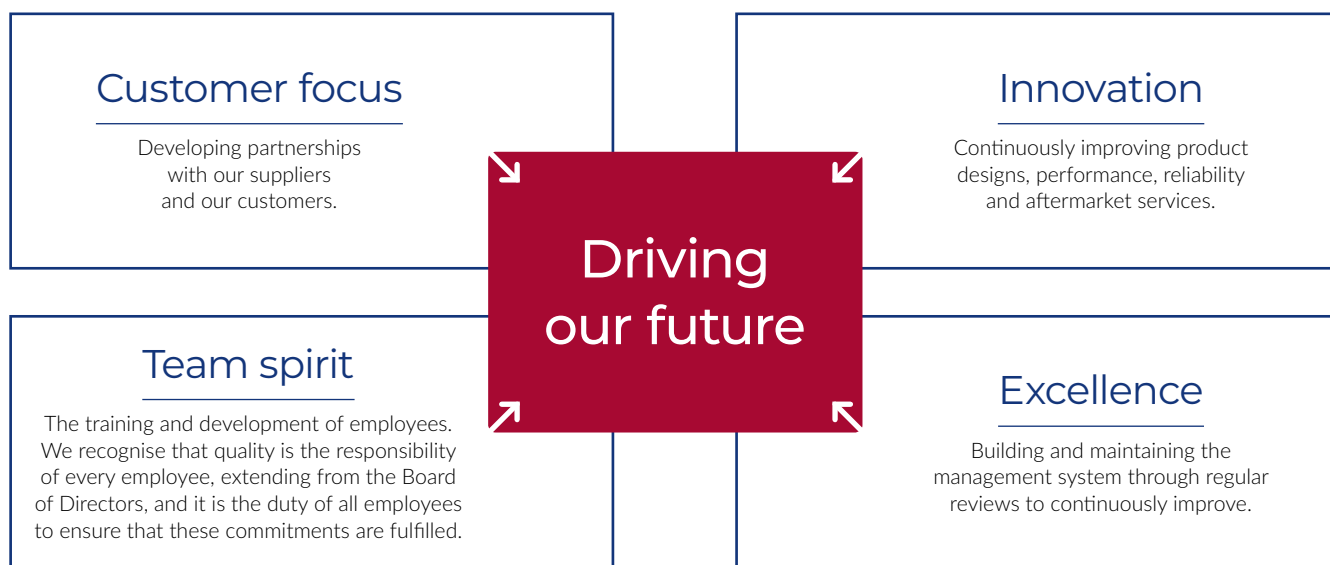 Customer focus
Developing partnerships
with our suppliers
and our customers.
Innovation
Continuously improving product
designs, performance, reliability
and aftermarket services.
Driving
our future
Team spirit
The training and development of employees.
We recognise that quality is the responsibility
of every employee, extending from the Board
of Directors, and it is the duty of all employees
to ensure that these commitments are fulfilled.
Excellence
Building and maintaining the
management system through regular
reviews to continuously improve.